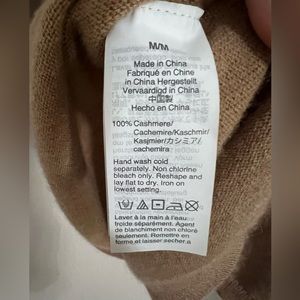 M/M
Made in China
Fabriqué en Chine
in China Hergestellt
Vervaardigd in China
中国製
Hecho en China
100% Cashmere/
Cachemire/Kaschmir/
Kasjmier/カシミア/
cachemira
Hand wash cold
separately. Non chlorine
bleach only. Reshape and
lay flat to dry. Iron on
lowest setting.
Laver à la main à l'eau
froide séparément. Agent
de blanchiment non chloré
seulement. Remettre en
forme et laisser sécher à